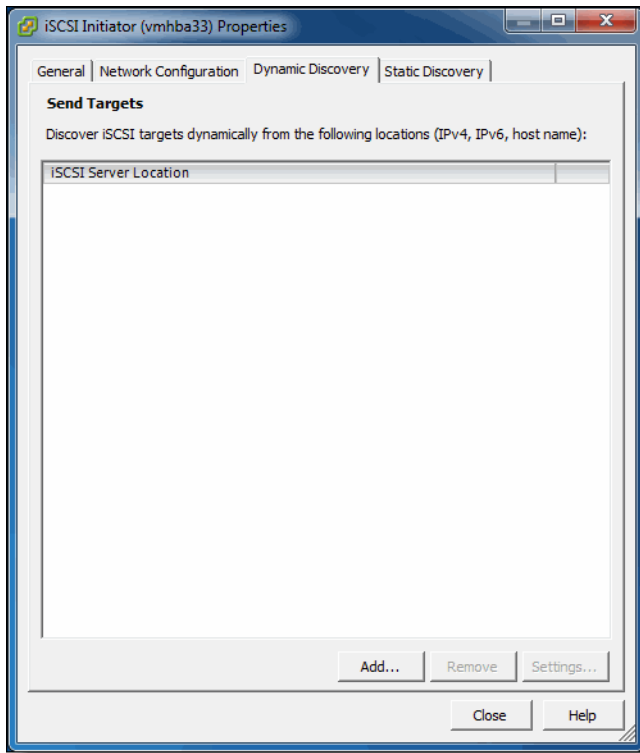 iSCSI Initiator (vmhba33) Properties
General Network Configuration Dynamic Discovery Static Discovery
Send Targets
Discover iSCSI targets dynamically from the following locations (IPv4, IPv6, host name):
iSCSI Server Location
Add... Remove Settings...
Close Help